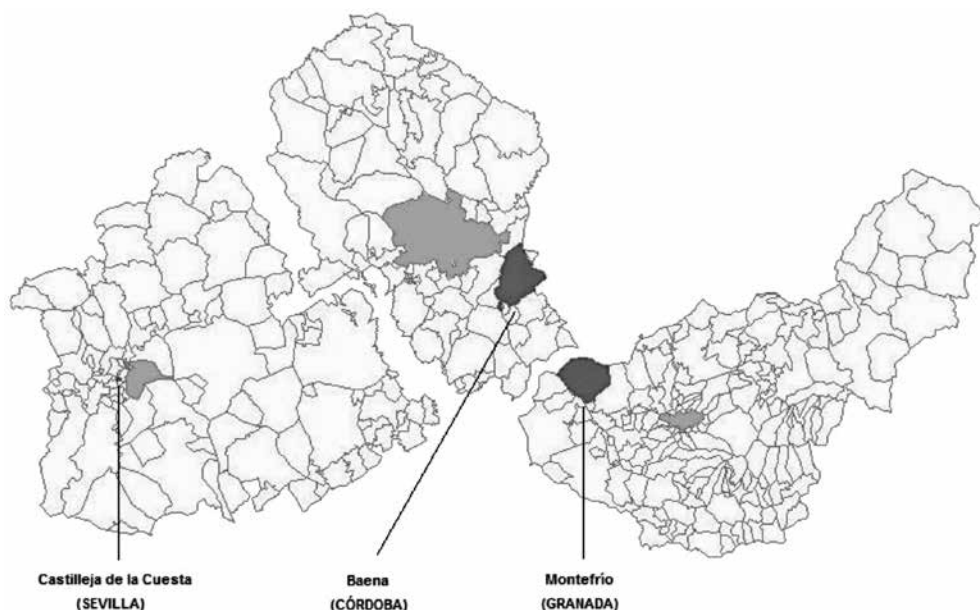 Castilleja de la Cuesta
(SEVILLA)
Baena
(CÓRDOBA)
Montefrío
(GRANADA)